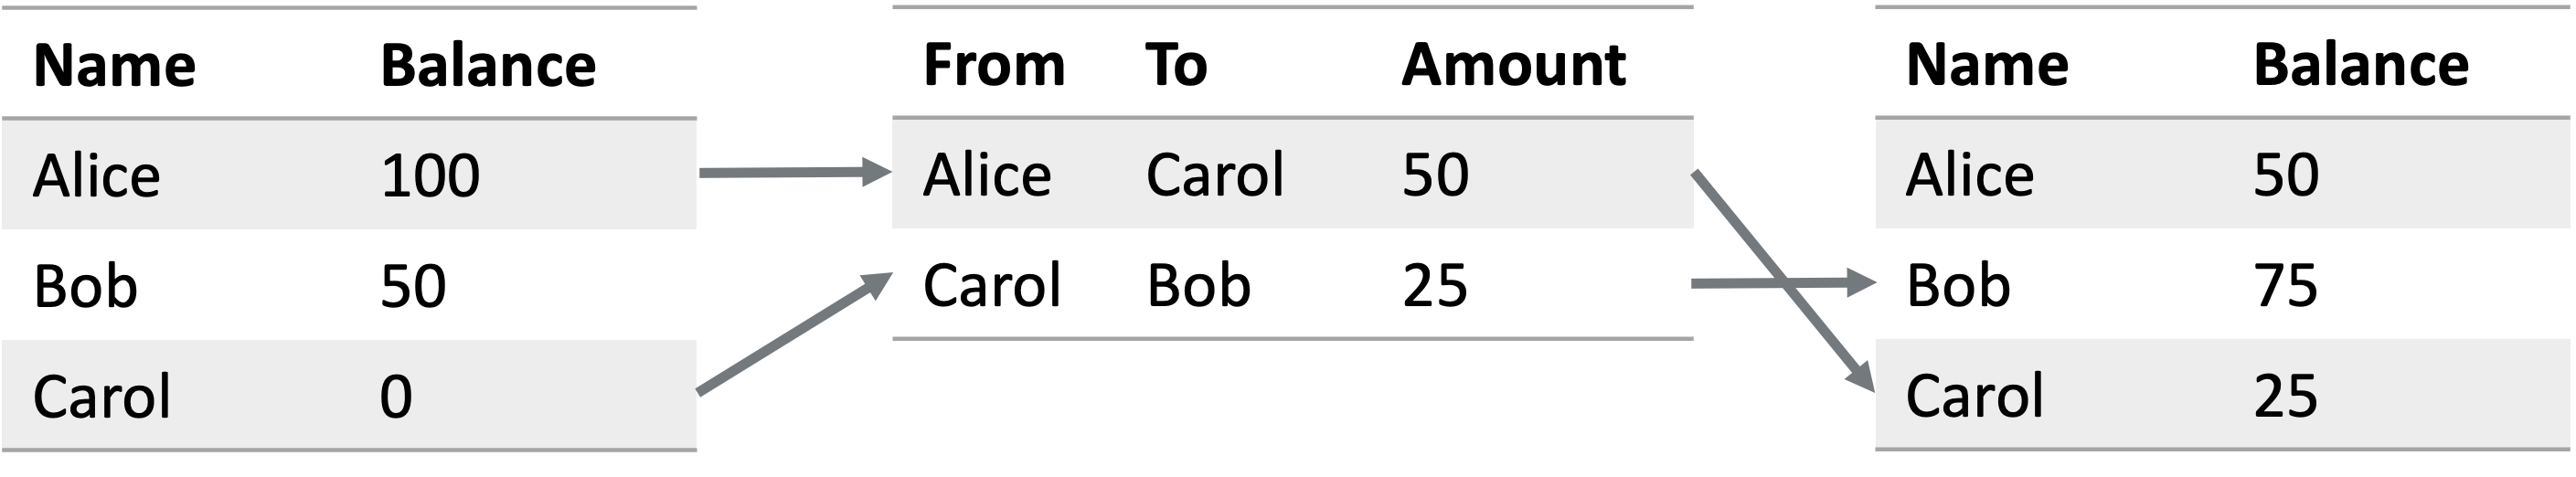 Name Balance
Alice 100
Bob 50
Carol 0
From To Amount
Alice Carol 50
Carol Bob 25
Name Balance
Alice 50
Bob 75
Carol 25